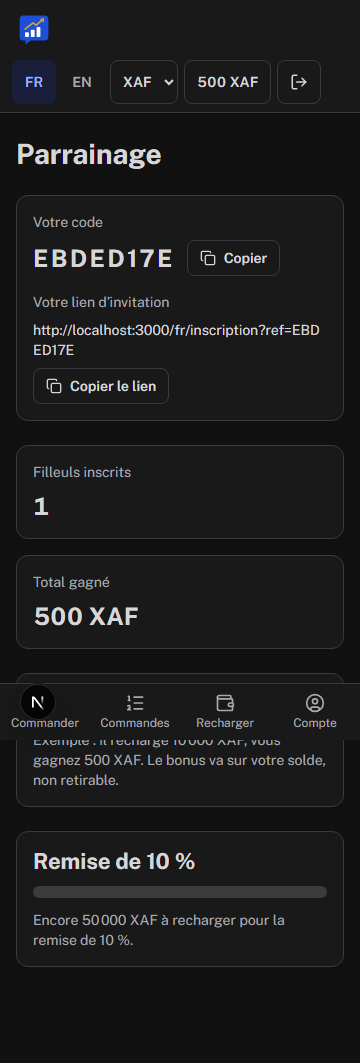 FR
EN
XAF
500 XAF
Parrainage
Votre code
EBDED17E
Copier
Votre lien d'invitation
http://localhost:3000/fr/inscription?ref=EBD
ED17E
Copier le lien
Filleuls inscrits
1
Total gagné
500 XAF
N
Commander
Commandes
Recharger
Compte
Exemple : il recharge 10 000 XAF, vous
gagnez 500 XAF. Le bonus va sur votre solde,
non retirable.
Remise de 10 %
Encore 50 000 XAF à recharger pour la
remise de 10 %.